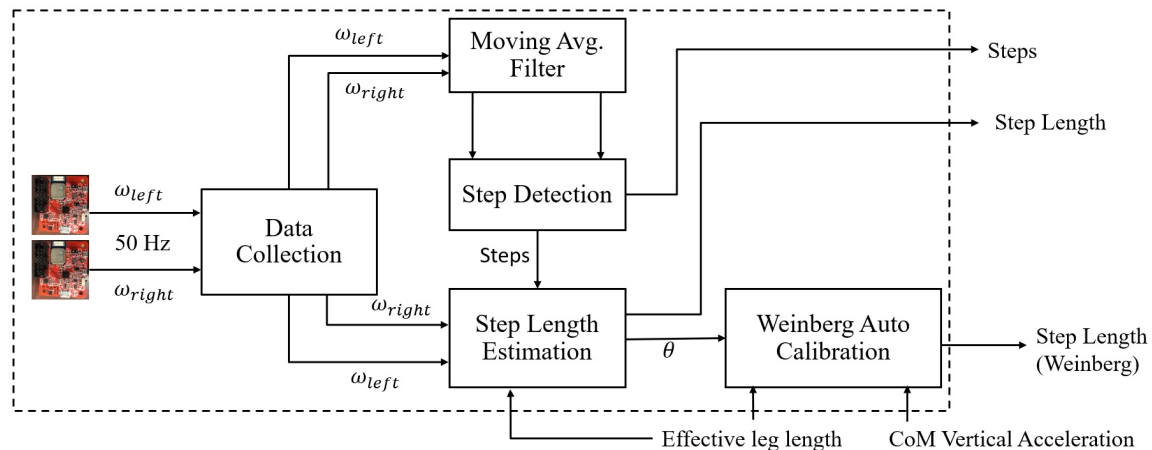 ω_left
Moving Avg.
Filter
Steps
ω_right
Step Length
Step Detection
ω_left
50 Hz
ω_right
Data
Collection
Steps
ω_right
ω_left
Step Length
Estimation
θ
Weinberg Auto
Calibration
Step Length
(Weinberg)
Effective leg length
CoM Vertical Acceleration